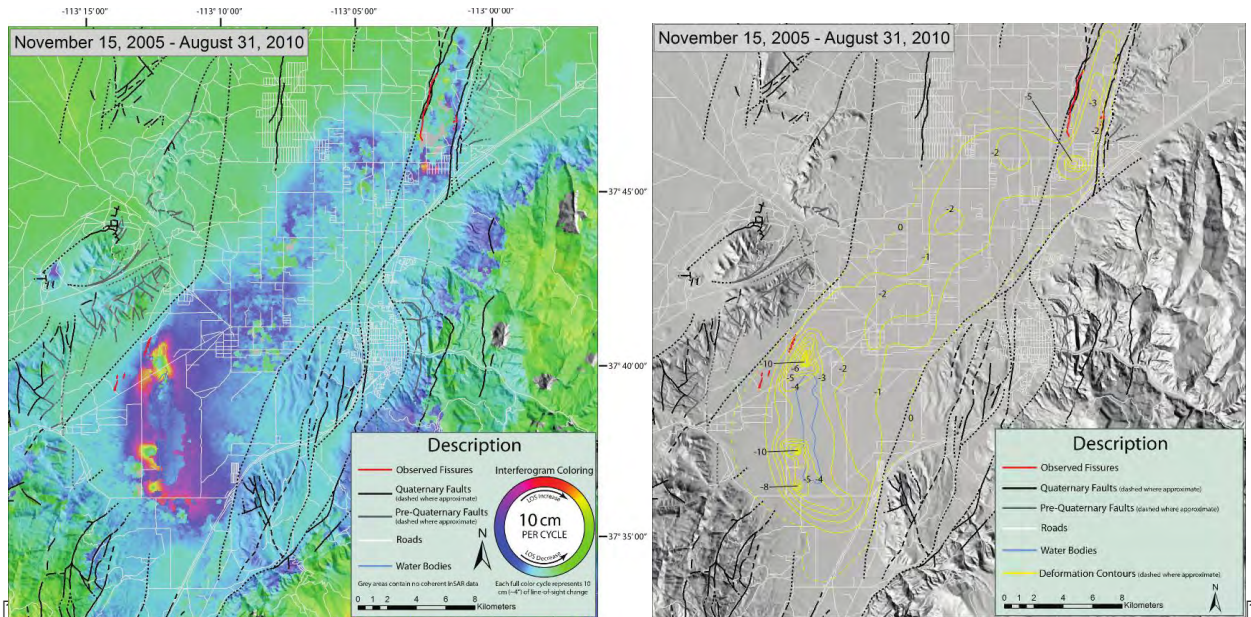 -113° 15'00"
-113° 10'00"
-113° 05'00"
-113° 00'00"
November 15, 2005 - August 31, 2010
37° 45'00"
37° 40'00"
37° 35'00"
Description
Observed Fissures
Quaternary Faults
(dashed where approximate)
Pre-Quaternary Faults
(dashed where approximate)
Roads
Water Bodies
Grey areas contain no coherent InSAR data
0 1 2 4 6 8
Kilometers
N
Interferogram Coloring
LOS Increase
10 cm
PER CYCLE
LOS Decrease
Each full color cycle represents 10
cm (~4") of line-of-sight change
November 15, 2005 - August 31, 2010
-5
-3
-2
-2
-2
0
-1
-2
-10
-6
-5
-4
-3
-2
-1
0
-10
-8
-5
-4
Description
Observed Fissures
Quaternary Faults (dashed where approximate)
Pre-Quaternary Faults (dashed where approximate)
Roads
Water Bodies
Deformation Contours (dashed where approximate)
0 1 2 4 6 8
Kilometers
N